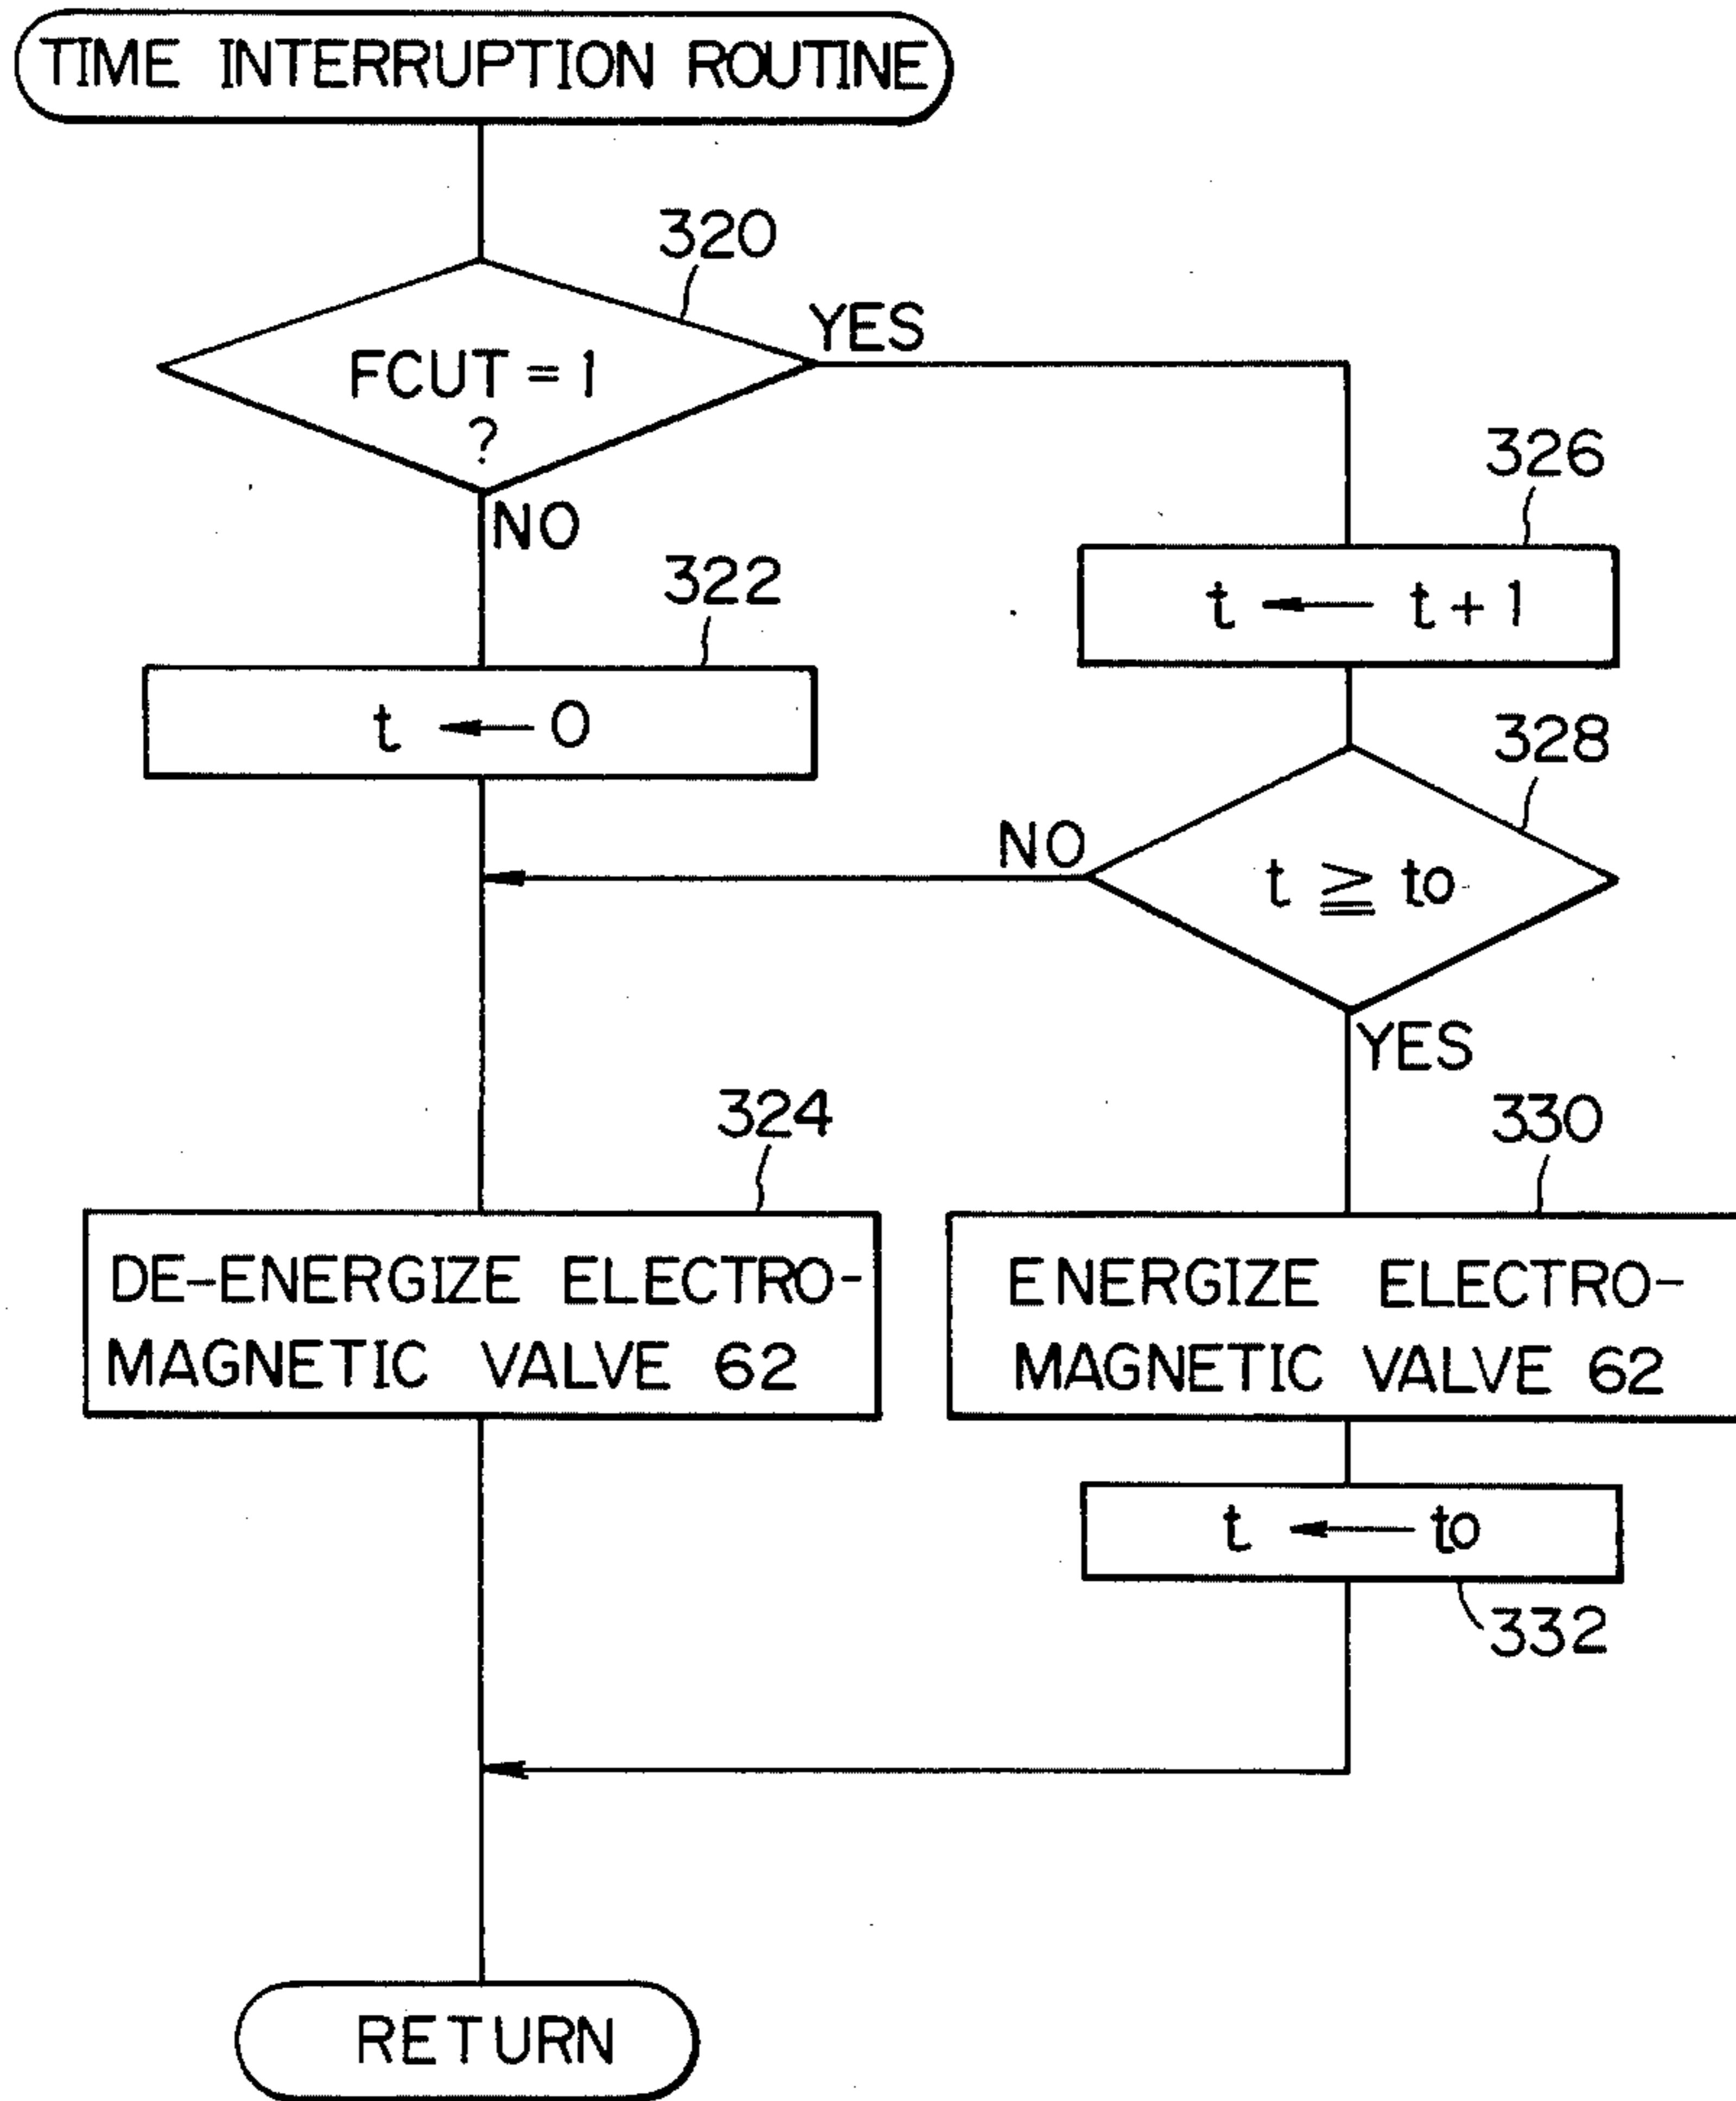 TIME INTERRUPTION ROUTINE
320
FCUT = 1
?
YES
NO
326
t ← t + 1
322
t ← 0
328
t ≧ to
NO
YES
324
DE-ENERGIZE ELECTRO-
MAGNETIC VALVE 62
330
ENERGIZE ELECTRO-
MAGNETIC VALVE 62
t ← to
332
RETURN